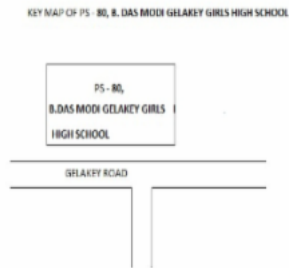 KEY MAP OF PS - 80, B. DAS MODI GELAKEY GIRLS HIGH SCHOOL
PS - 80,
B.DAS MODI GELAKEY GIRLS
HIGH SCHOOL
GELAKEY ROAD